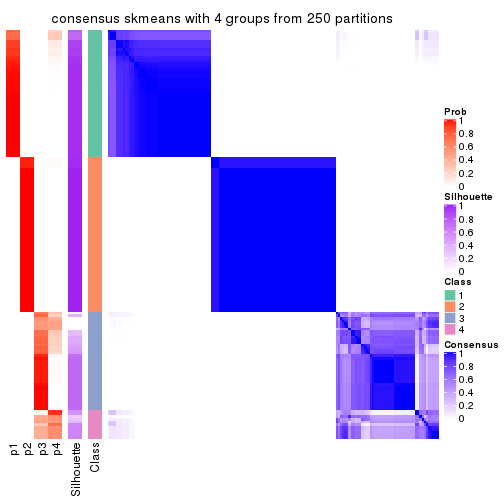 consensus skmeans with 4 groups from 250 partitions
Prob
1
0.8
0.6
0.4
0.2
0
Silhouette
1
0.8
0.6
0.4
0.2
0
Class
1
2
3
4
Consensus
1
0.8
0.6
0.4
0.2
0
p1
p2
p3
p4
Silhouette
Class